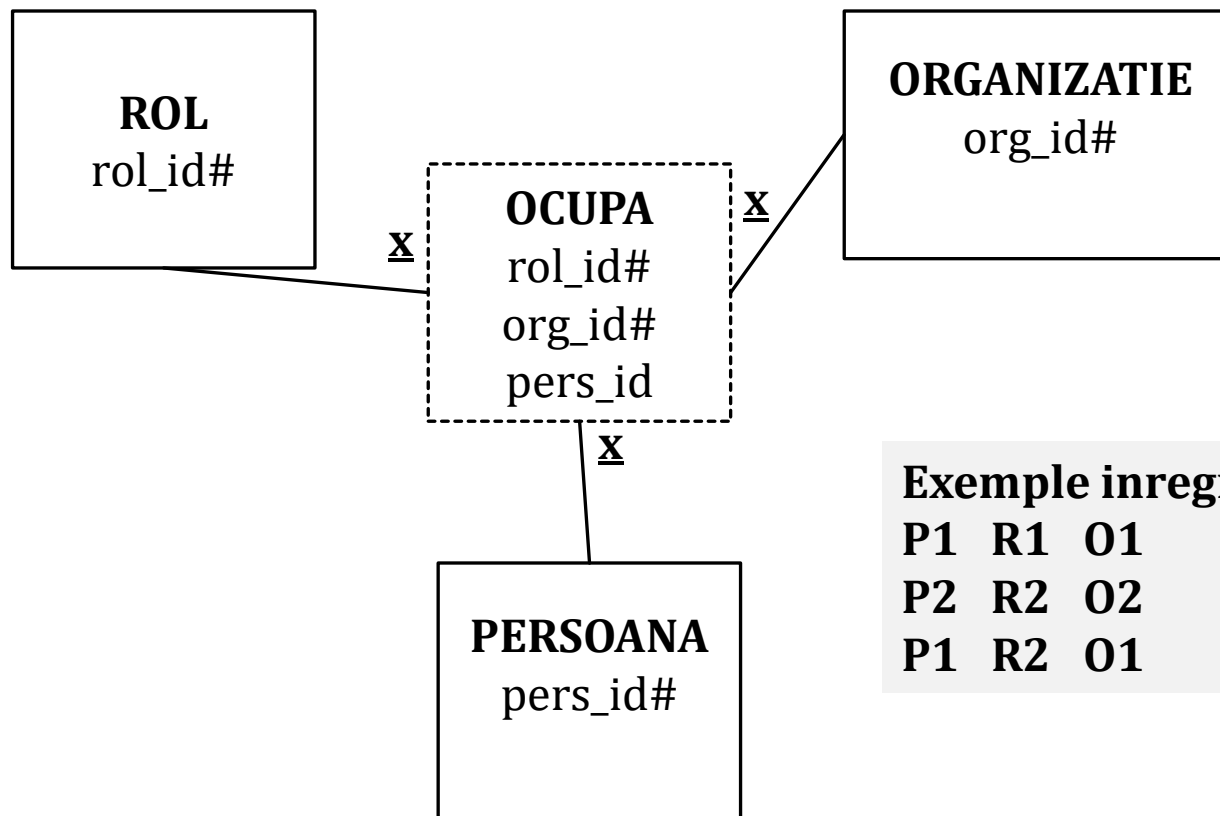 ROL
rol_id#
ORGANIZATIE
org_id#
OCUPA
rol_id#
org_id#
pers_id
x
x
x
PERSOANA
pers_id#
Exemple
P1 R1 O1
P2 R2 O2
P1 R2 O1